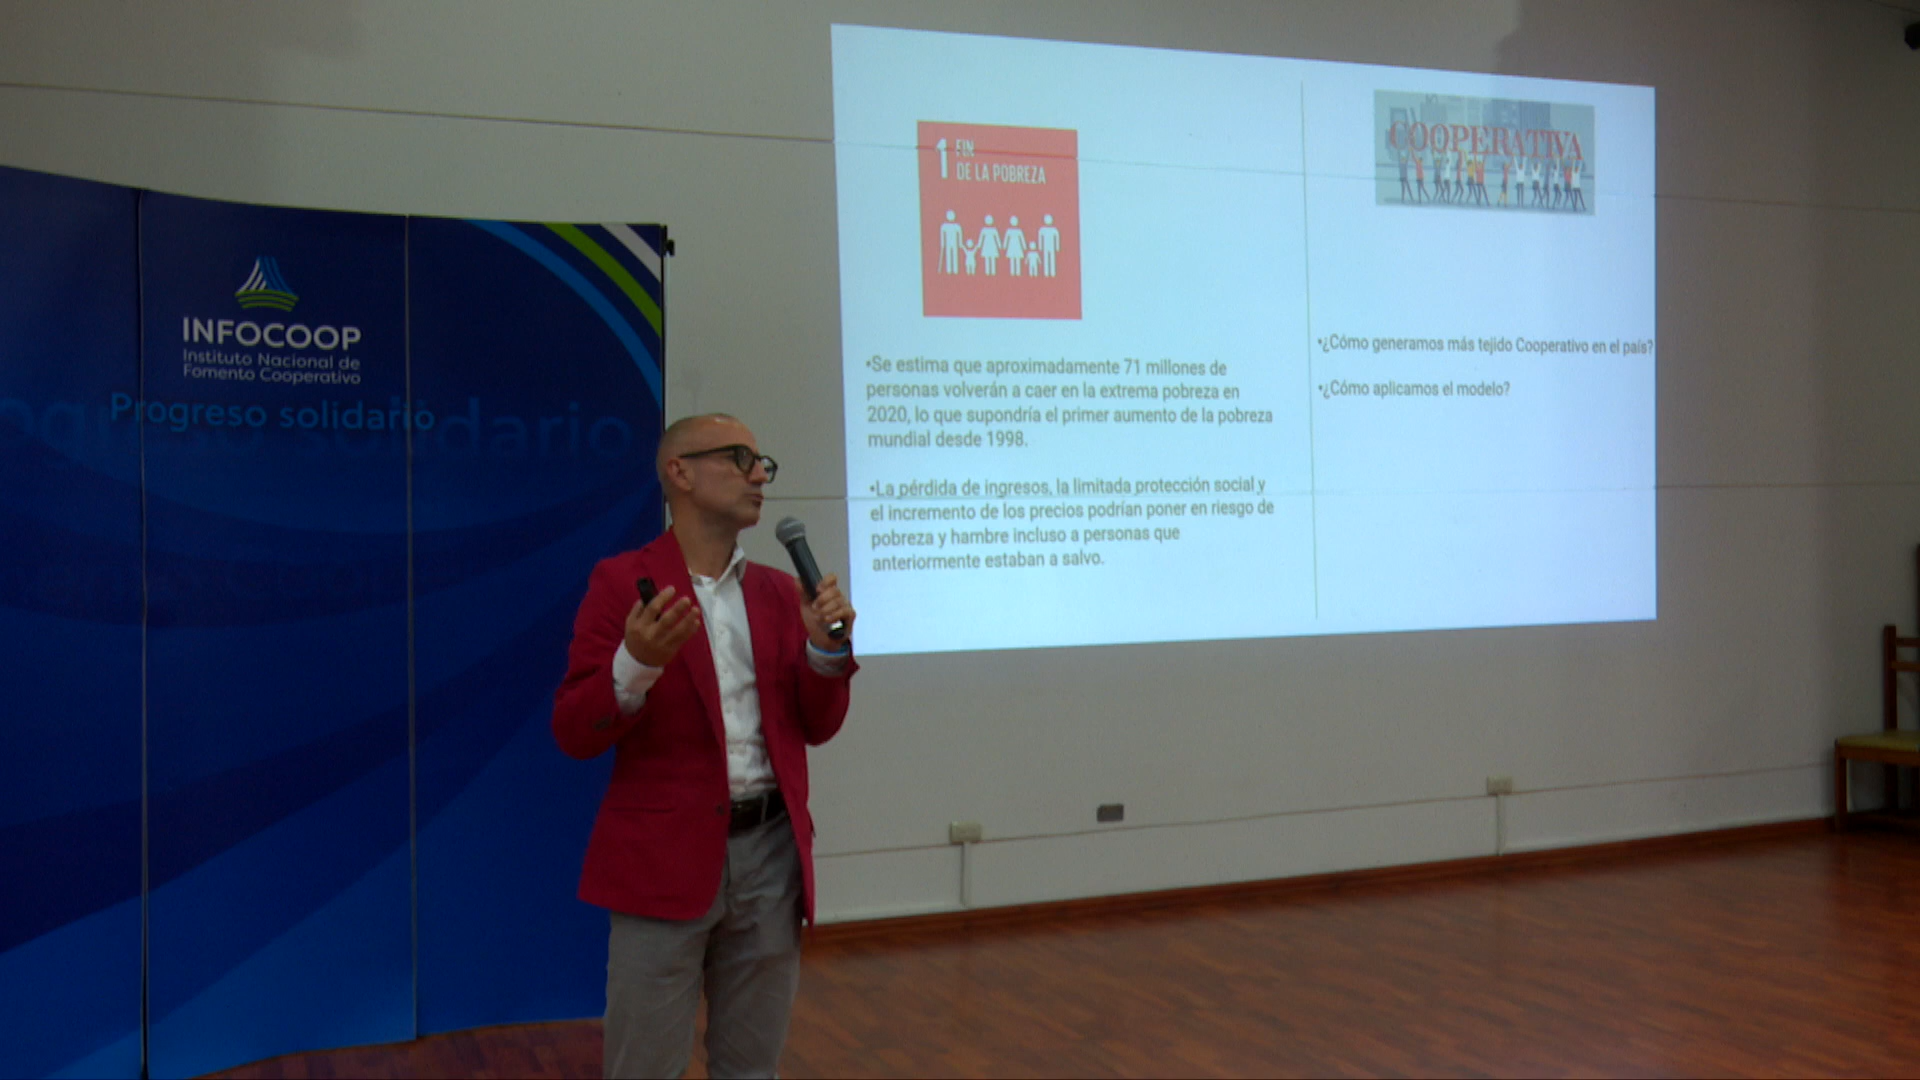 INFOCOOP
Instituto Nacional de
Fomento Cooperativo
Progreso solidario
1 FIN
DE LA POBREZA
•Se estima que aproximadamente 71 millones de
personas volverán a caer en la extrema pobreza en
2020, lo que supondría el primer aumento de la pobreza
mundial desde 1998.
•La pérdida de ingresos, la limitada protección social y
el incremento de los precios podrían poner en riesgo de
pobreza y hambre incluso a personas que
anteriormente estaban a salvo.
COOPERATIVA
•¿Cómo generamos más tejido Cooperativo en el país?
•¿Cómo aplicamos el modelo?